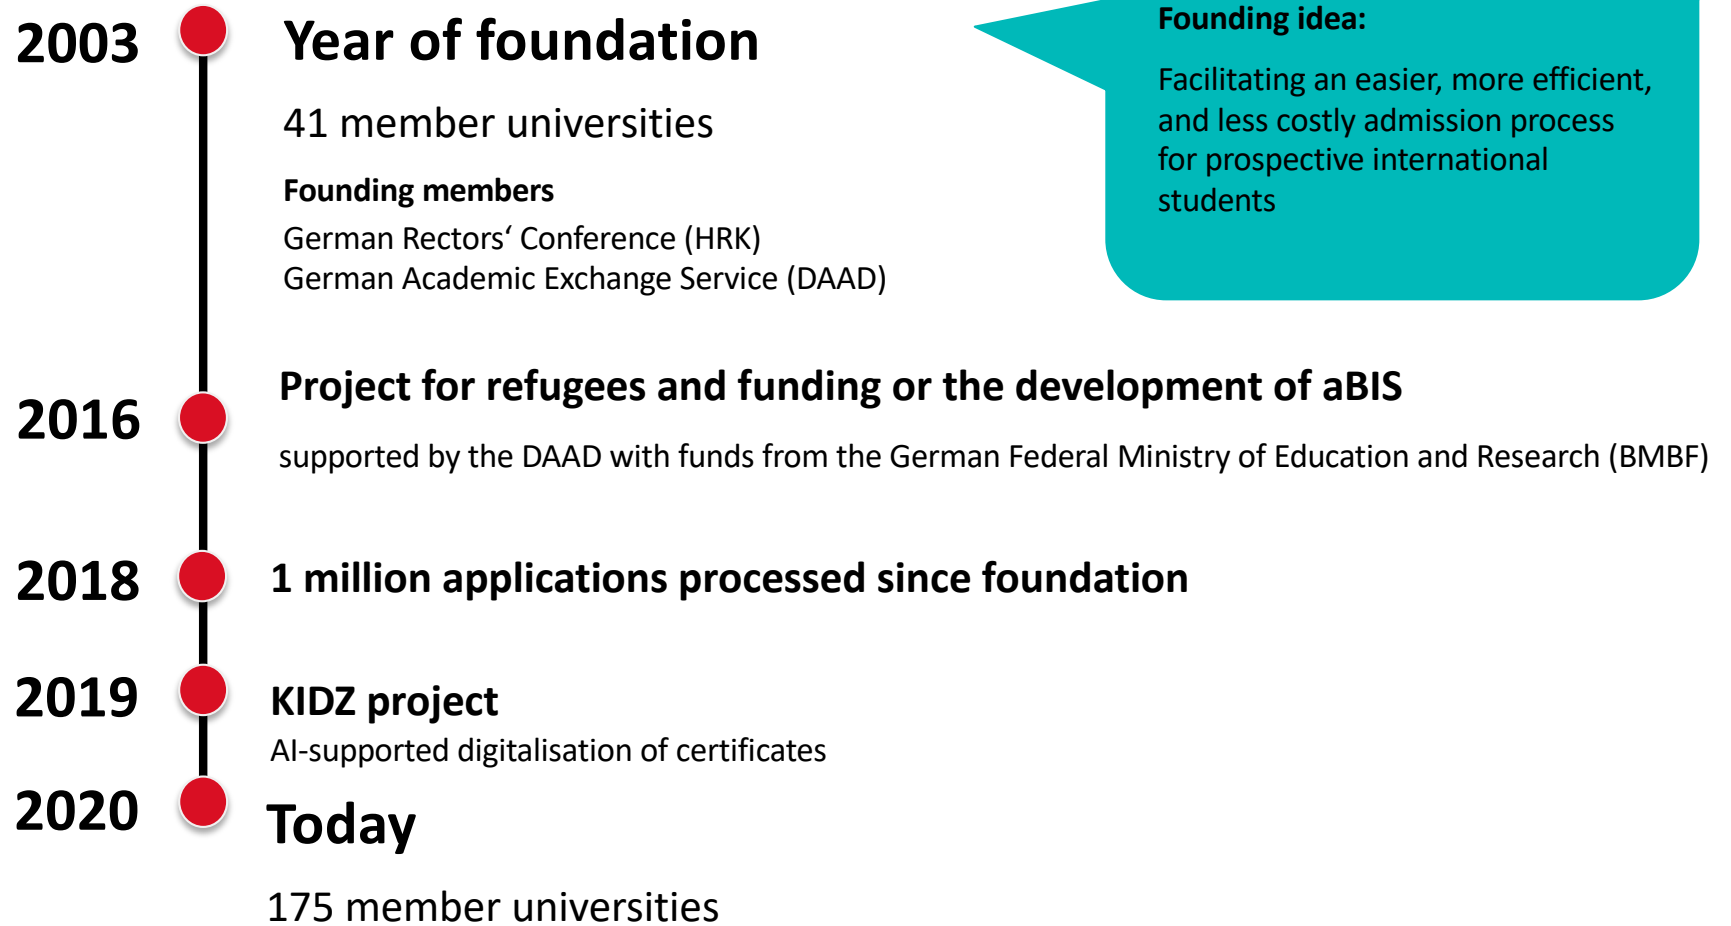 2003
Year of foundation
41 member universities
Founding members
German Rectors‘ Conference (HRK)
German Academic Exchange Service (DAAD)
Founding idea:
Facilitating an easier, more efficient,
and less costly admission process
for prospective international
students
2016
Project for refugees and funding or the development of aBIS
supported by the DAAD with funds from the German Federal Ministry of Education and Research (BMBF)
2018
1 million applications processed since foundation
2019
KIDZ project
AI-supported digitalisation of certificates
2020
Today
175 member universities